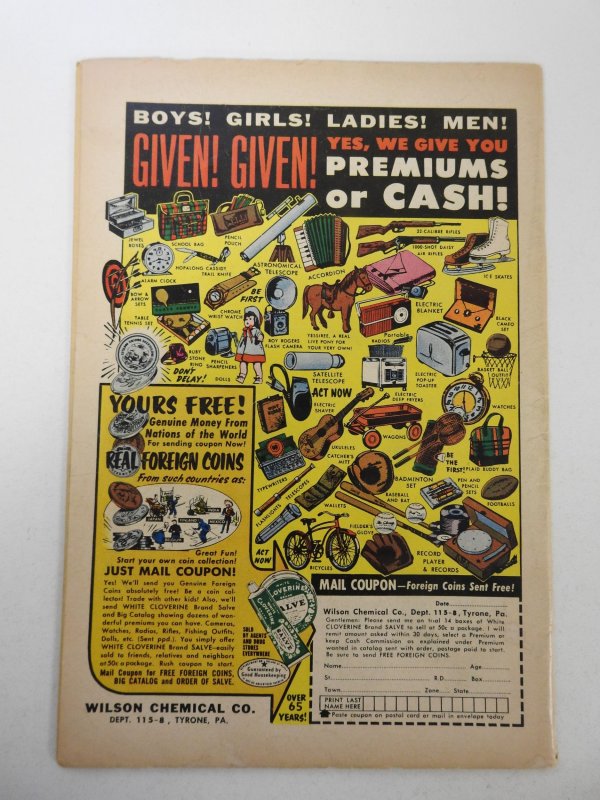 BOYS! GIRLS! LADIES! MEN!
GIVEN! GIVEN!
YES, WE GIVE YOU
PREMIUMS
or CASH!
JEWEL
BOXES
SCHOOL BAG
PENCIL
POUCH
ASTRONOMICAL
TELESCOPE
ACCORDION
22-CALIBRE RIFLES
1000-SHOT DAISY
AIR RIFLES
ICE SKATES
HOPALONG CASSIDY
TRAIL KNIFE
ALARM CLOCK
BOW &
ARROW
SETS
TABLE
TENNIS SET
CHROME
WRIST WATCH
BE
FIRST
ROY ROGERS
FLASH CAMERA
TRESIREE, A REAL
LIVE PONY FOR
YOUR VERY OWN!
Portable
RADIOS
ELECTRIC
BLANKET
BLACK
CAMEO
SET
RUBY
STONE
RING
PENCIL
SHARPENERS
DON'T
DELAY!
DOLLS
SATELLITE
TELESCOPE
ACT NOW
ELECTRIC
SHAVER
ELECTRIC
DEEP FRYERS
ELECTRIC
POP-UP
TOASTER
BASKET BALL
OUTFIT
WATCHES
UKULELES
WAGONS
CATCHER'S
MITT
BE
THE
FIRST!
PLAID BUDDY BAG
TYPEWRITERS
TELESCOPES
FLASHLIGHTS
WALLETS
BASEBALL
AND BAT
BADMINTON
SET
PEN AND
PENCIL
SETS
FOOTBALLS
ACT
NOW
BICYCLES
FIELDER'S
GLOVE
RECORD
PLAYER
& RECORDS
YOURS FREE!
Genuine Money From
Nations of the World
For sending coupon Now!
REAL FOREIGN COINS
From such countries as:
FINLAND
MEXICO
Great Fun!
Start your own coin collection!
JUST MAIL COUPON!
Yes! We'll send you Genuine Foreign
Coins absolutely free! Be a coin col-
lector! Trade with other kids! Also, we'll
send WHITE CLOVERINE Brand Salve
and Big Catalog showing dozens of won-
derful premiums you can have. Cameras,
Watches, Radios, Rifles, Fishing Outfits,
Dolls, etc. (Sent ppd.). You simply offer
WHITE CLOVERINE Brand SALVE-easily
sold to friends, relatives and neighbors
at 50¢ a package. Rush coupon to start.
Mail Coupon for FREE FOREIGN COINS,
BIG CATALOG and ORDER OF SALVE.
WHITE
CLOVERINE
SALVE
SOLD
BY AGENTS
AND DRUG
STORES
EVERYWHERE
Guaranteed by
Good Housekeeping
OVER
65
YEARS!
WILSON CHEMICAL CO.
DEPT. 115-8, TYRONE, PA.
MAIL COUPON—Foreign Coins Sent Free!
Date
Wilson Chemical Co., Dept. 115-8, Tyrone, Pa.
Gentlemen: Please send me on trial 14 boxes of White
CLOVERINE Brand SALVE to sell at 50c a package. I will
remit amount asked within 30 days, select a Premium or
keep Cash Commission as explained under Premium
wanted in catalog sent with order, postage paid to start.
Be sure to send FREE FOREIGN COINS.
Name Age
St. R.D. Box
Town Zone State
PRINT LAST
NAME HERE
Paste coupon on postal card or mail in envelope today